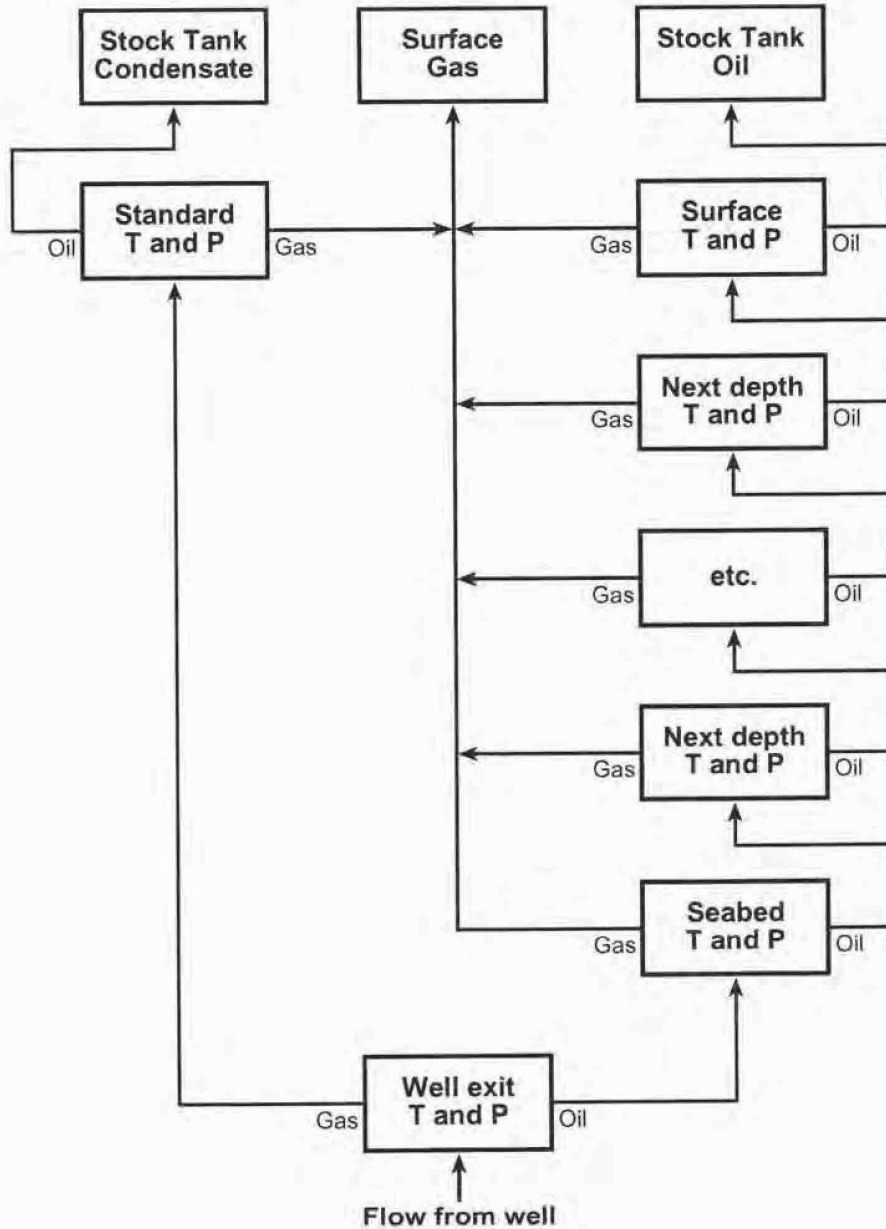 Stock Tank
Condensate
Surface
Gas
Stock Tank
Oil
Standard
T and P
Oil
Gas
Surface
T and P
Gas
Oil
Next depth
T and P
Gas
Oil
etc.
Gas
Oil
Next depth
T and P
Gas
Oil
Seabed
T and P
Gas
Oil
Well exit
T and P
Gas
Oil
Flow from well